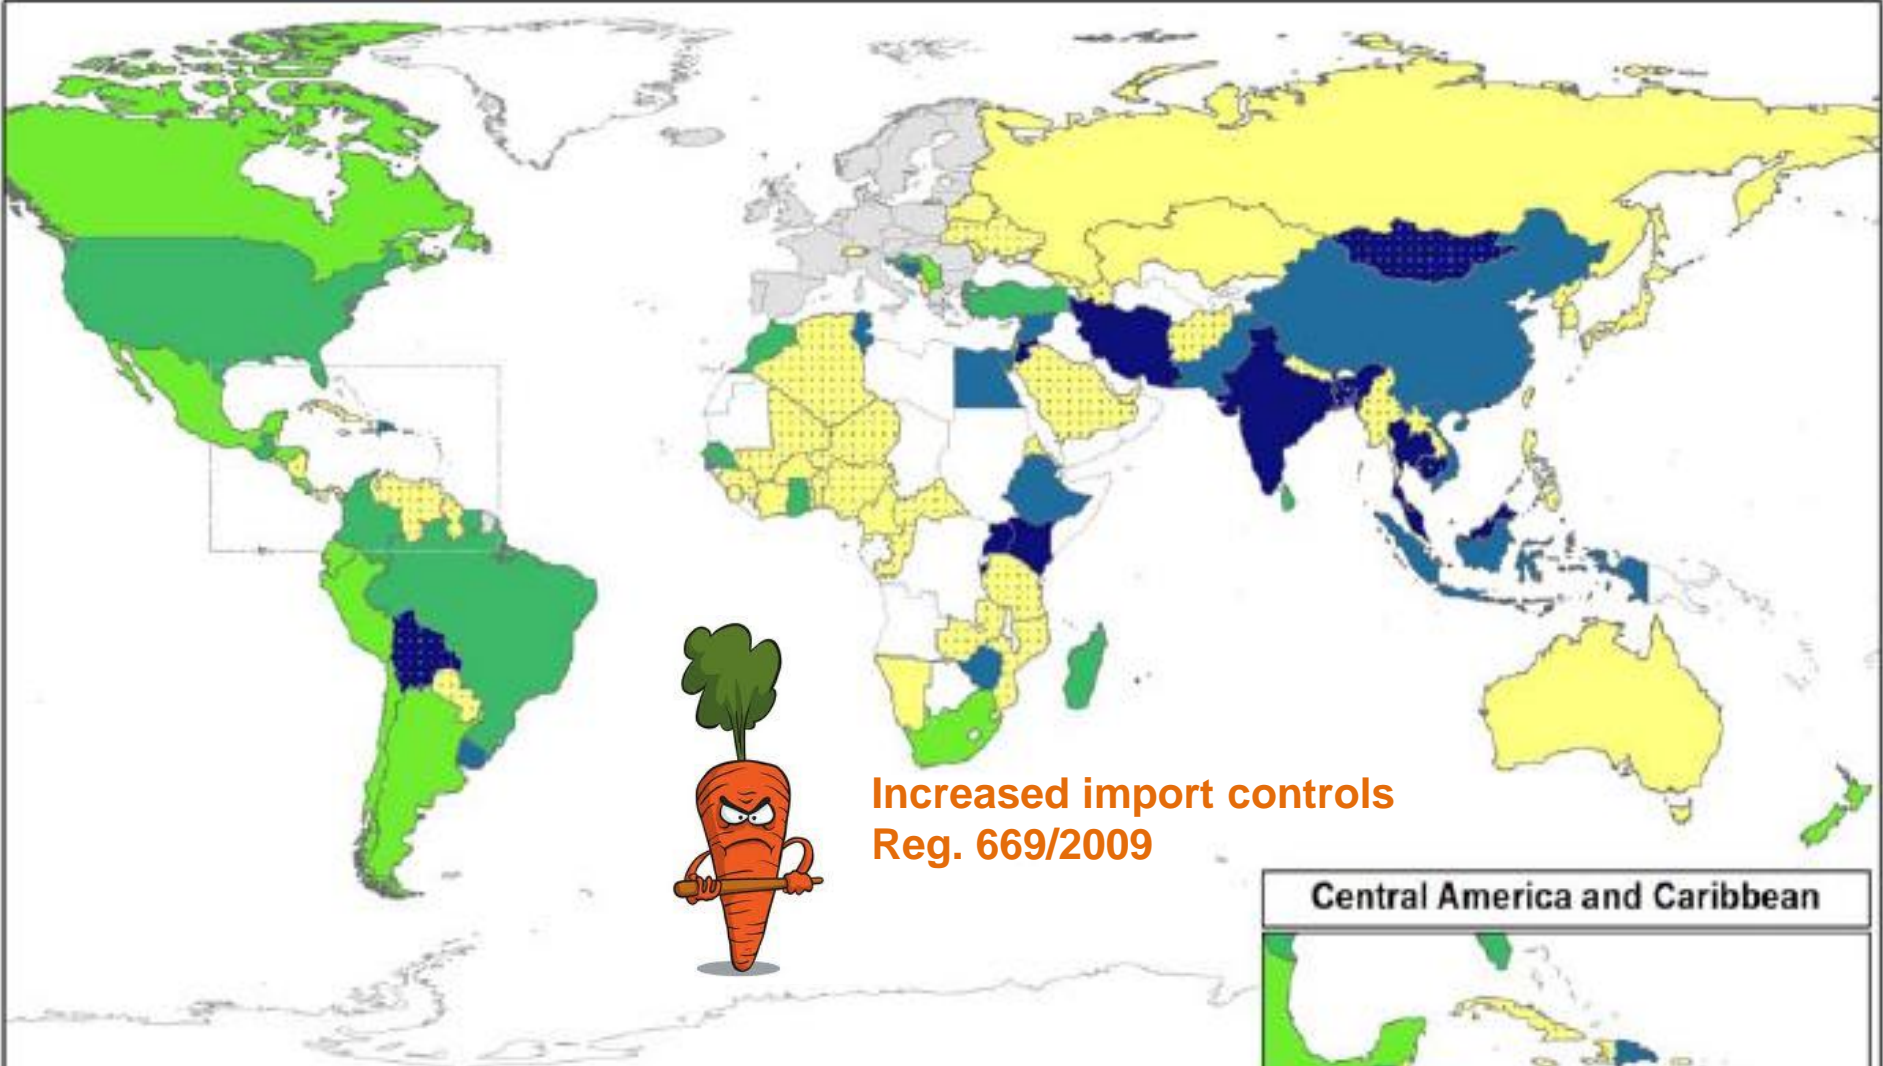 Increased import controls
Reg. 669/2009
Central America and Caribbean